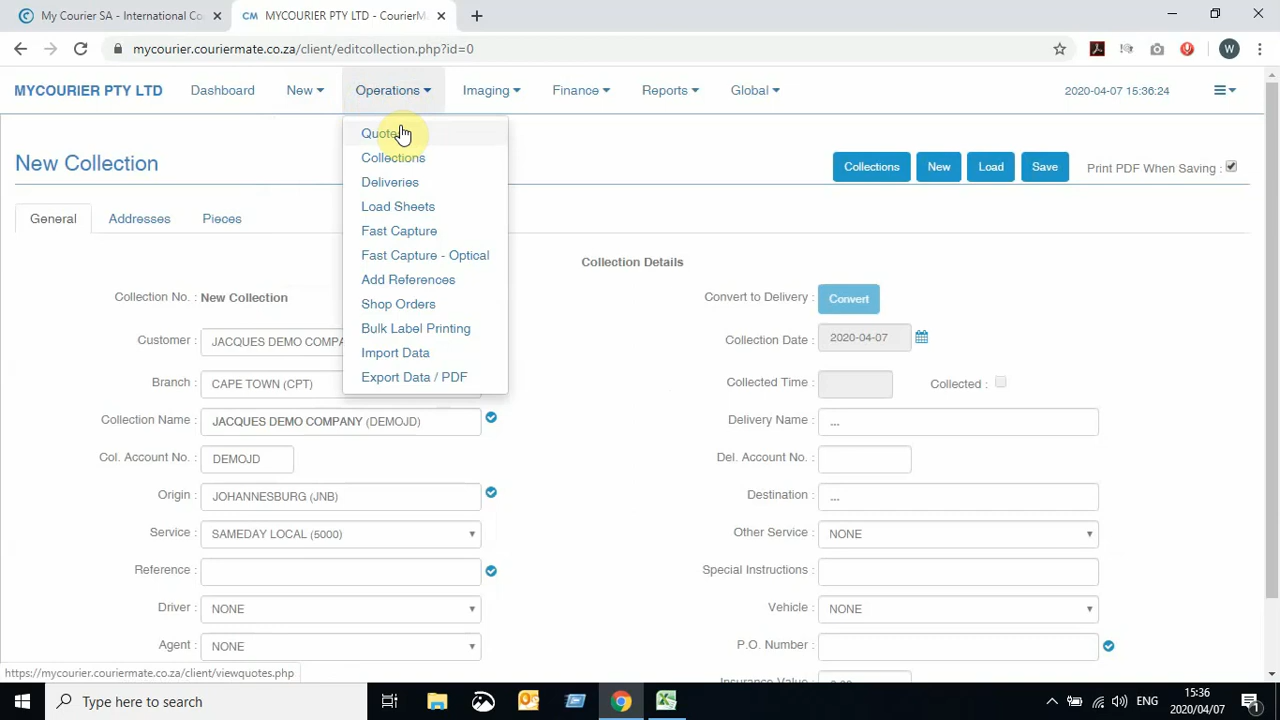 My Courier SA - International Co
MYCOURIER PTY LTD - CourierMa
mycourier.couriermate.co.za/client/editcollection.php?id=0
W
MYCOURIER PTY LTD
Dashboard
New
Operations
Imaging
Finance
Reports
Global
2020-04-07 15:36:24
Quotes
Collections
Deliveries
Load Sheets
Fast Capture
Fast Capture - Optical
Add References
Shop Orders
Bulk Label Printing
Import Data
Export Data / PDF
New Collection
Collections
New
Load
Save
Print PDF When Saving :
General
Addresses
Pieces
Collection No. : New Collection
Customer : JACQUES DEMO COMPA
Branch : CAPE TOWN (CPT)
Collection Name : JACQUES DEMO COMPANY (DEMOJD)
Col. Account No. : DEMOJD
Origin : JOHANNESBURG (JNB)
Service : SAMEDAY LOCAL (5000)
Reference :
Driver : NONE
Agent : NONE
Collection Details
Convert to Delivery : Convert
Collection Date : 2020-04-07
Collected Time : Collected :
Delivery Name : ...
Del. Account No. :
Destination : ...
Other Service : NONE
Special Instructions :
Vehicle : NONE
P.O. Number :
Insurance Value :
https://mycourier.couriermate.co.za/client/viewquotes.php
Type here to search
ENG
15:36
2020/04/07
1